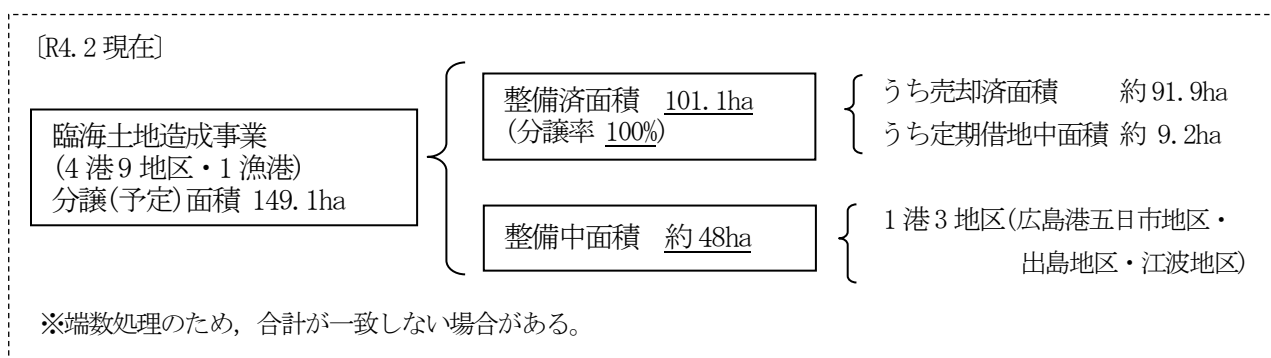 〔R4.2 現在〕
臨海土地造成事業
(4 港 9 地区・1 漁港)
分譲(予定)面積 149.1ha
整備済面積 101.1ha
(分譲率 100%)
うち売却済面積 約 91.9ha
うち定期借地中面積 約 9.2ha
整備中面積 約 48ha
1 港 3 地区(広島港五日市地区・
出島地区・江波地区)
※端数処理のため，合計が一致しない場合がある。